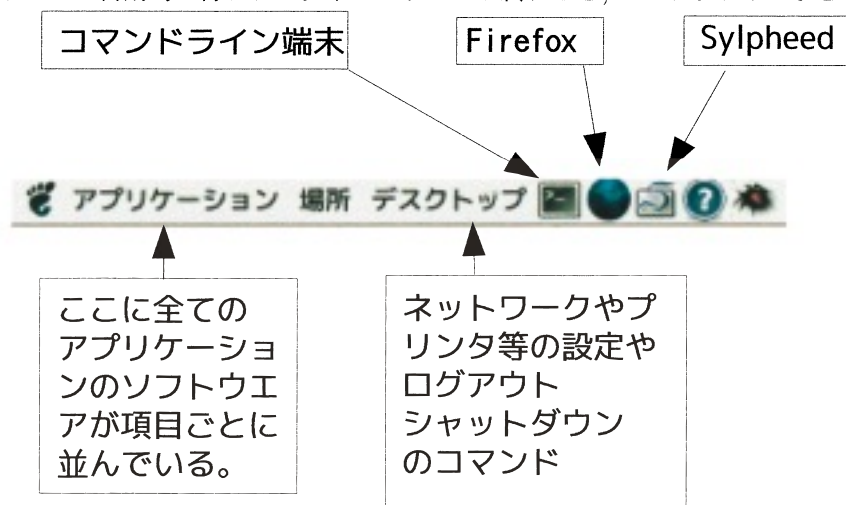 コマンドライン端末
Firefox
Sylpheed
アプリケーション 場所 デスクトップ
ここに全ての
アプリケーショ
ンのソフトウエ
アが項目ごとに
並んでいる。
ネットワークやプ
リンタ等の設定や
ログアウト
シャットダウン
のコマンド